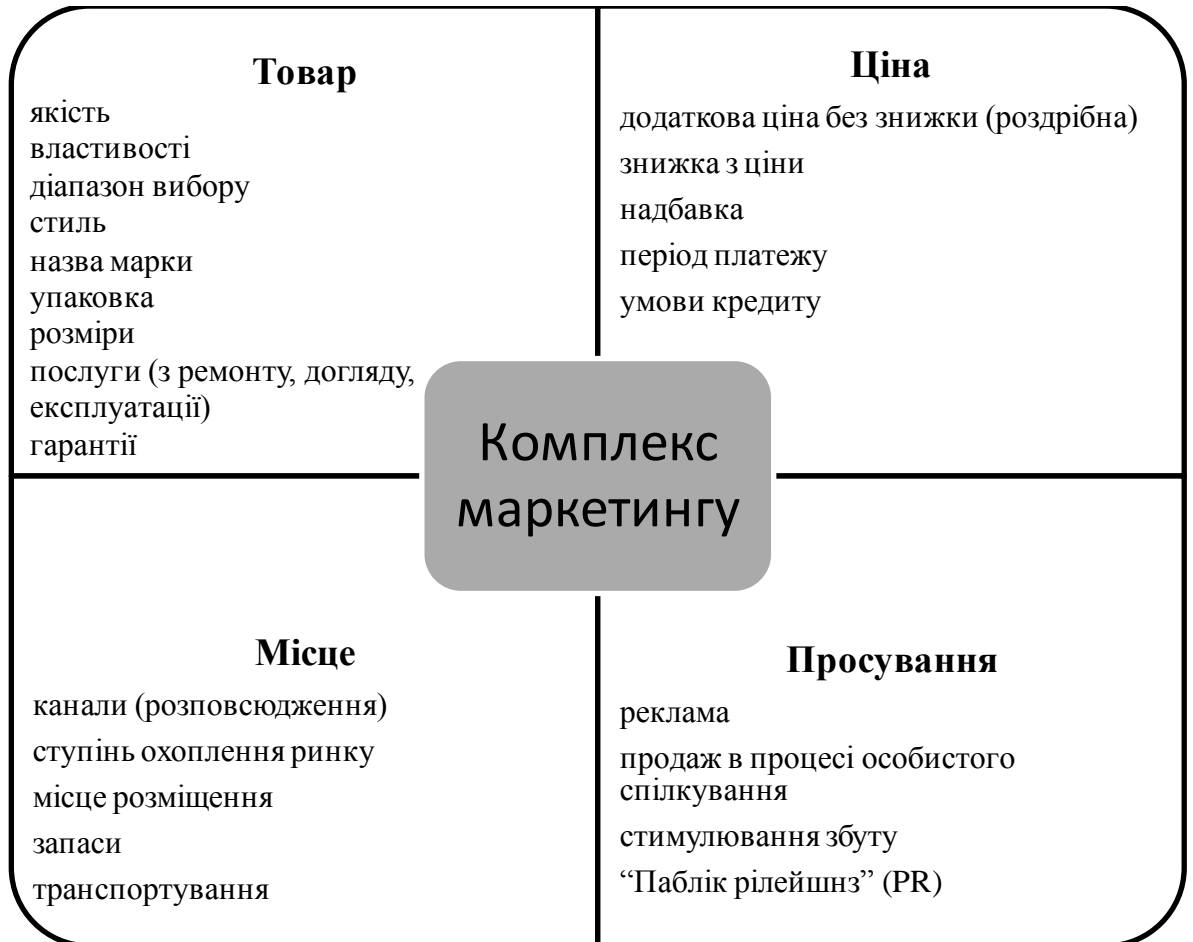 Товар
якість
властивості
діапазон вибору
стиль
назва марки
упаковка
розміри
послуги (з ремонту, догляду,
експлуатації)
гарантії
Ціна
додаткова ціна без знижки (роздрібна)
знижка з ціни
надбавка
період платежу
умови кредиту
Комплекс
маркетингу
Місце
канали (розповсюдження)
ступінь охоплення ринку
місце розміщення
запаси
транспортування
Просування
реклама
продаж в процесі особистого
спілкування
стимулювання збуту
“Паблік рілейшнз” (PR)